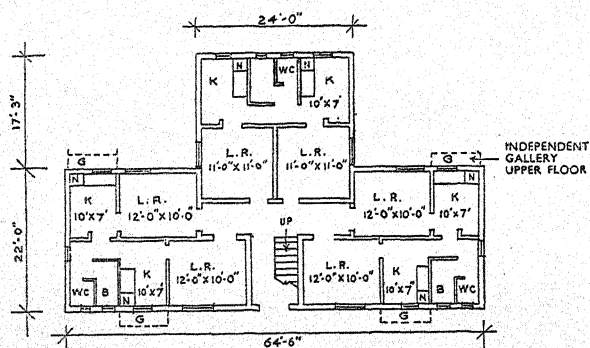 24'-0"
N
WC
N
K
K
10'X7'
17'-3"
L.R.
11'-0"X11'-0"
L.R.
11'-0"X11'-0"
INDEPENDENT
GALLERY
UPPER FLOOR
G
G
N
N
K
10'X7'
L.R.
12'-0"X10'-0"
L.R.
12'-0"X10'-0"
K
10'X7'
22'-0"
UP
K
10'X7'
L.R.
12'-0"X10'-0"
L.R.
12'-0"X10'-0"
K
10'X7'
WC
B
N
N
B
WC
G
G
64'-6"